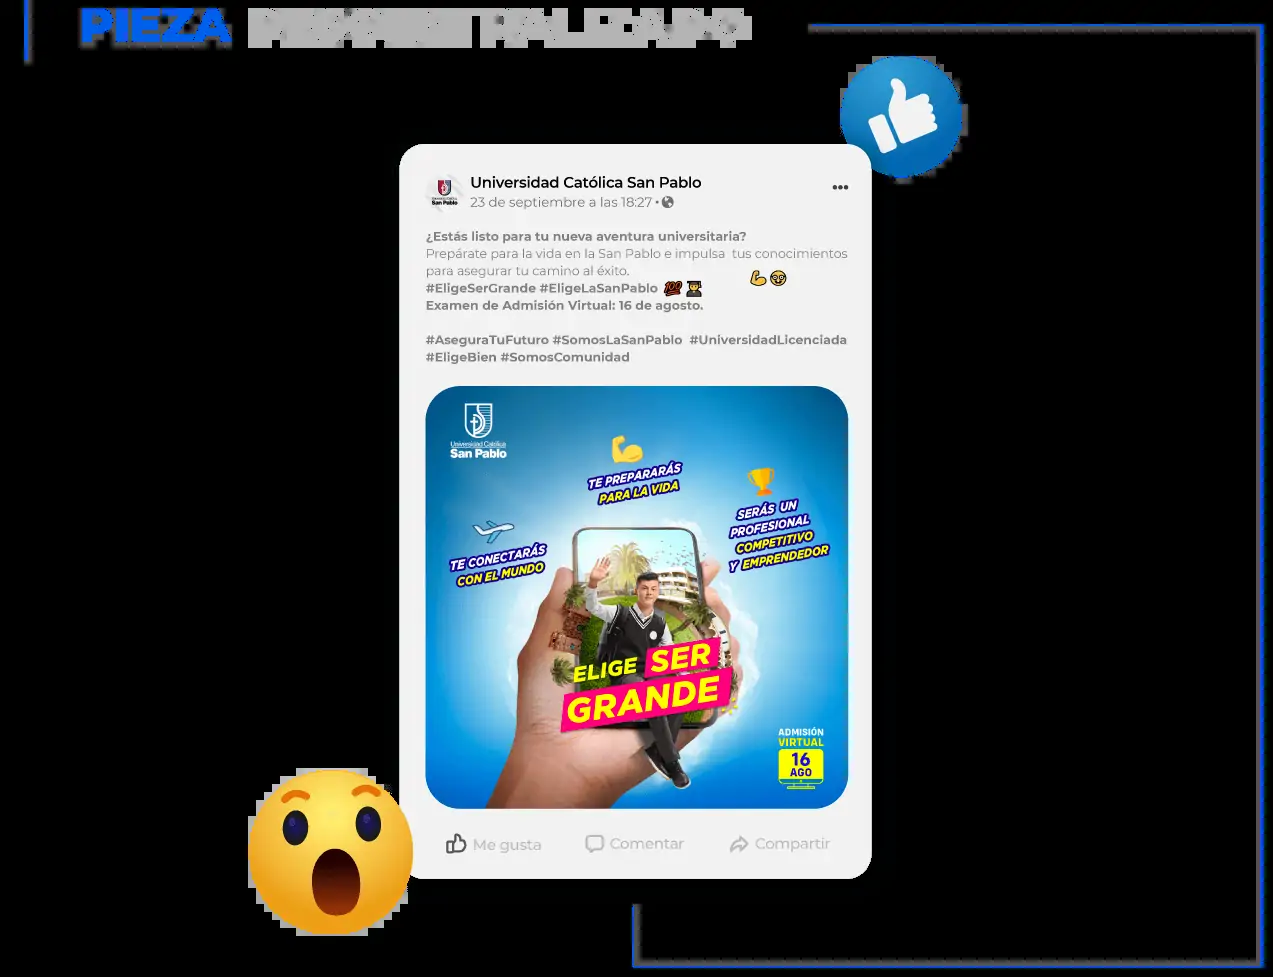 PIEZA
Universidad Católica San Pablo
23 de septiembre a las 18:27 •
¿Estás listo para tu nueva aventura universitaria?
Prepárate para la vida en la San Pablo e impulsa tus conocimientos
para asegurar tu camino al éxito.
#EligeSerGrande #EligeLaSanPablo 💯
Examen de Admisión Virtual: 16 de agosto.
#AseguraTuFuturo #SomosLaSanPablo #UniversidadLicenciada
#EligeBien #SomosComunidad
Universidad Católica
San Pablo
TE PREPARARÁS
PARA LA VIDA
SERÁS UN
PROFESIONAL
COMPETITIVO
Y EMPRENDEDOR
TE CONECTARÁS
CON EL MUNDO
ELIGE SER
GRANDE
ADMISIÓN
VIRTUAL
16
AGO
Me gusta
Comentar
Compartir